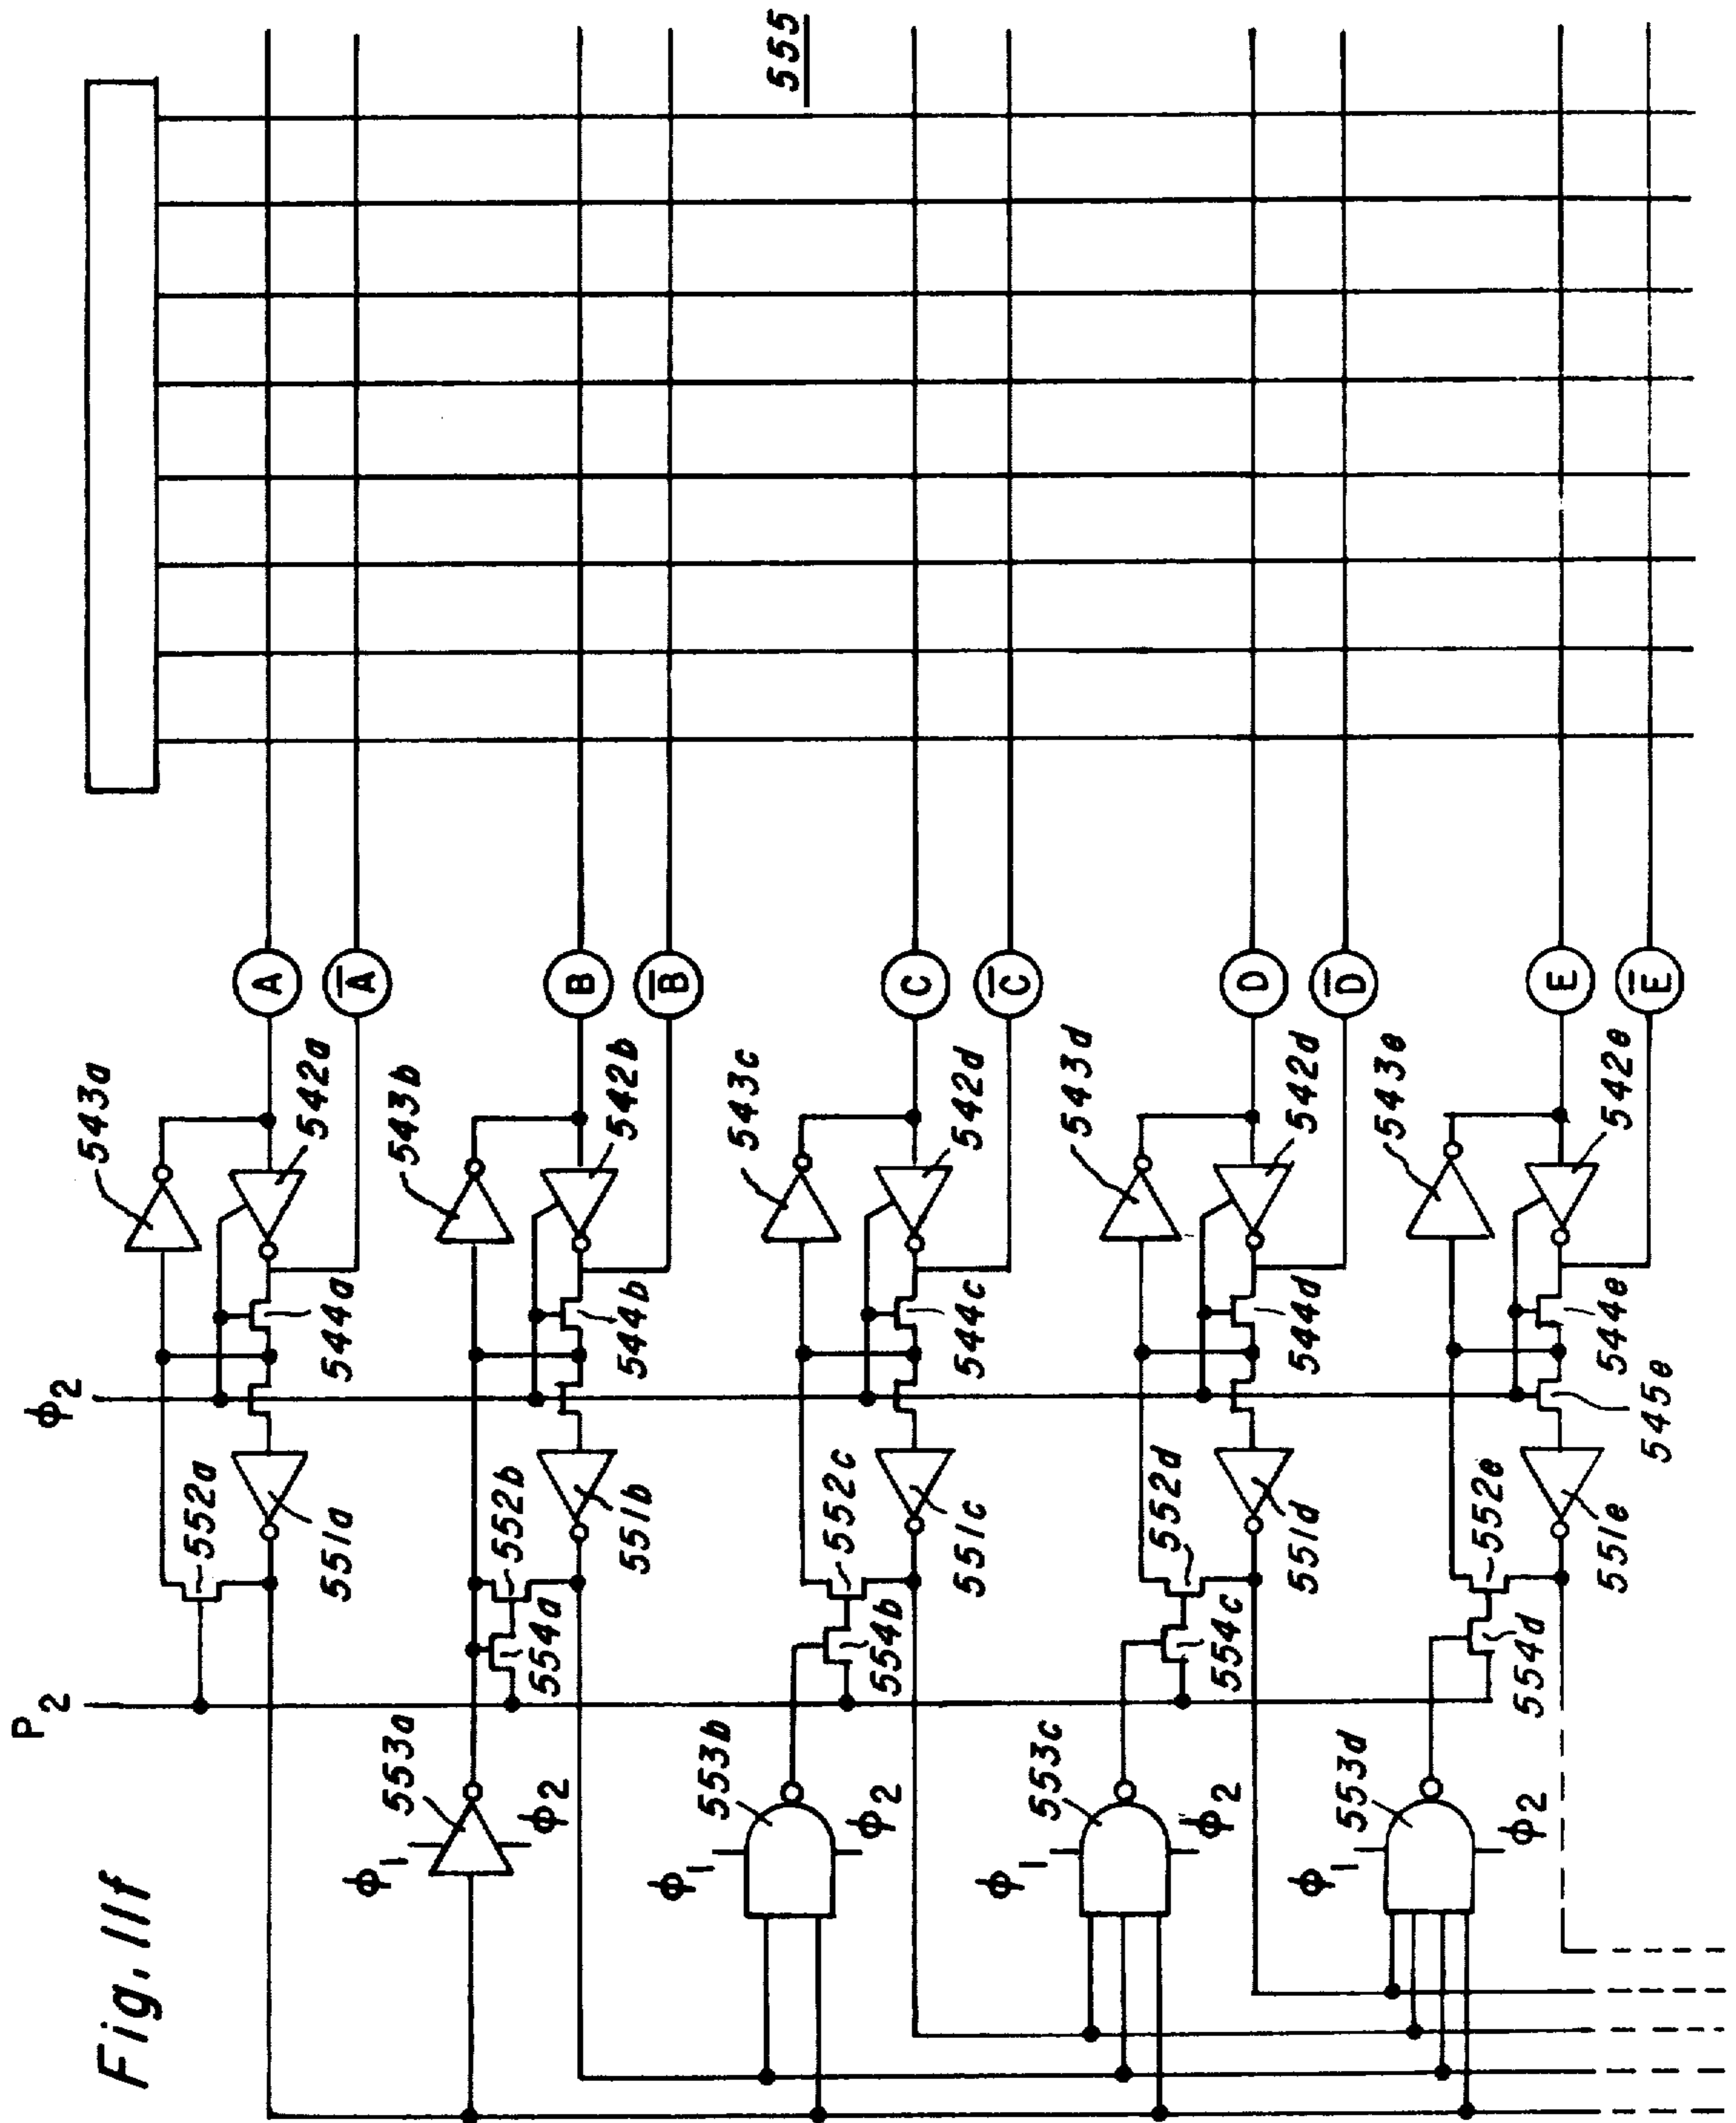 Fig. 11f
P2
ϕ2
555
543a
552a
A
542a
551a
544a
A̅
ϕ1
553a
ϕ2
543b
552b
554a
B
542b
551b
544b
B̅
ϕ1
553b
ϕ2
543c
552c
554b
C
542d
551c
544c
C̅
ϕ1
553c
ϕ2
543d
552d
554c
D
542d
551d
544d
D̅
ϕ1
553d
ϕ2
543e
552e
554d
E
542e
551e
545e
544e
E̅